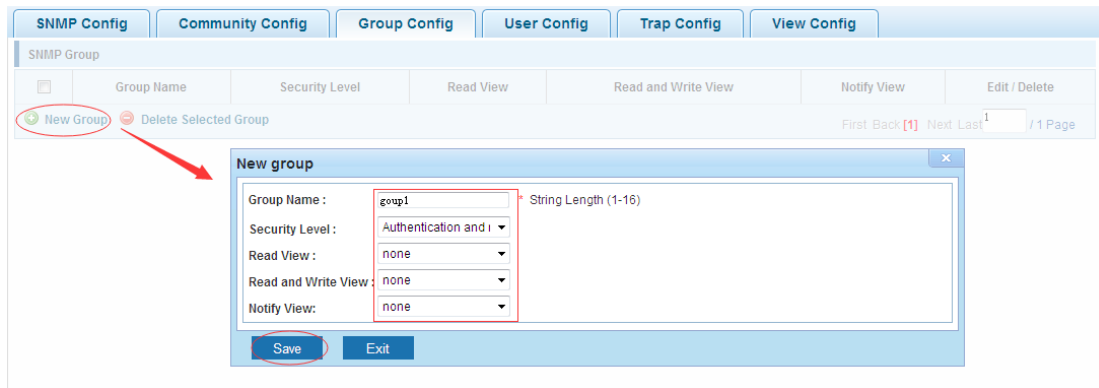 SNMP Config Community Config Group Config User Config Trap Config View Config
SNMP Group
Group Name Security Level Read View Read and Write View Notify View Edit / Delete
New Group Delete Selected Group First Back [1] Next Last 1 / 1 Page
New group
Group Name : goup1 * String Length (1-16)
Security Level : Authentication and
Read View : none
Read and Write View : none
Notify View: none
Save Exit